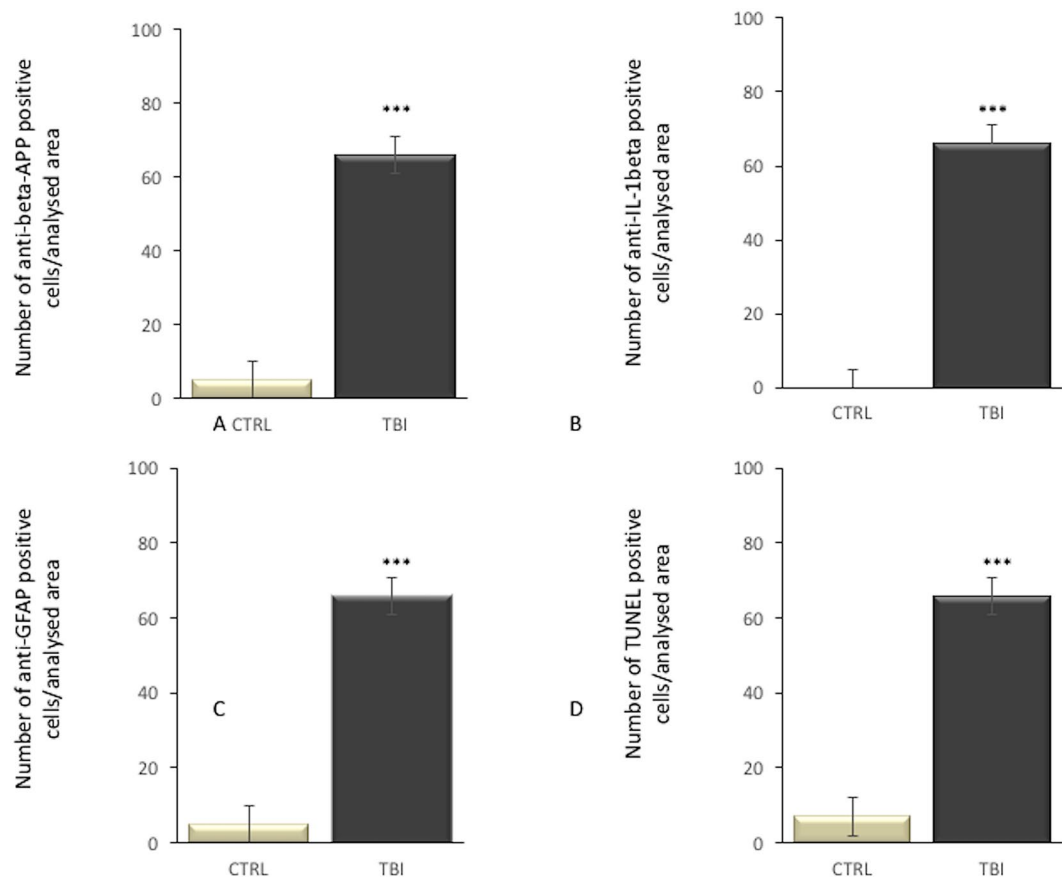 Number of anti-beta-APP positive
cells/analysed area
100
80
60
40
20
0
***
A CTRL
TBI
Number of anti-IL-1beta positive
cells/analysed area
100
80
60
40
20
0
***
B
CTRL
TBI
Number of anti-GFAP positive
cells/analysed area
100
80
60
40
20
0
***
C
CTRL
TBI
Number of TUNEL positive
cells/analysed area
100
80
60
40
20
0
***
D
CTRL
TBI